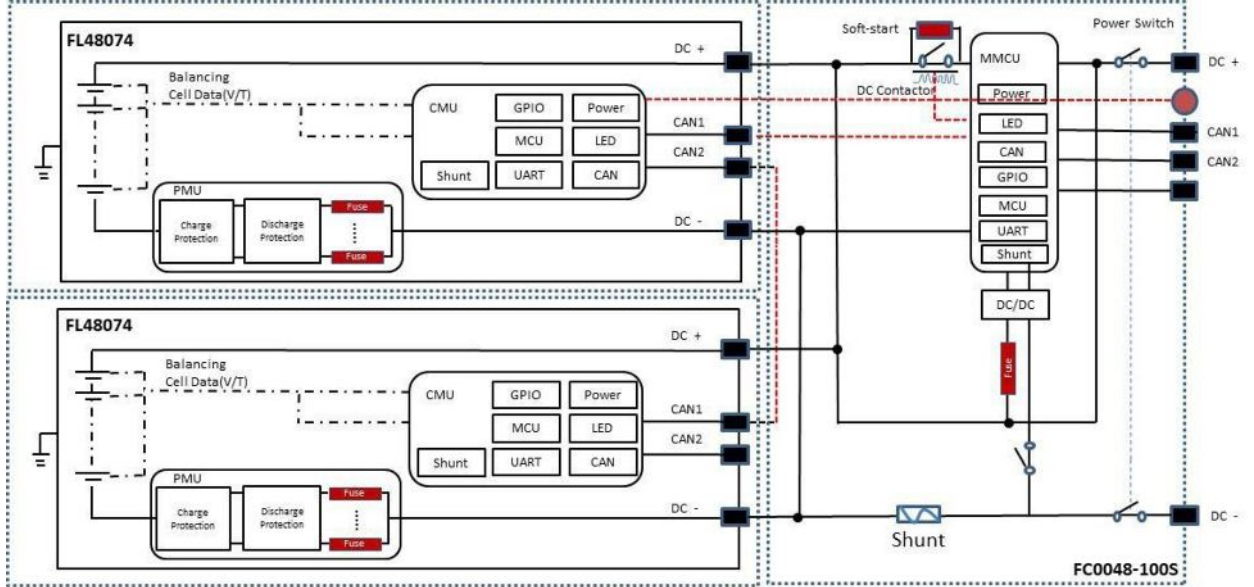 FL48074
DC +
Balancing
Cell Data(V/T)
CMU
GPIO
Power
MCU
LED
Shunt
UART
CAN
CAN1
CAN2
PMU
Charge
Protection
Discharge
Protection
Fuse
Fuse
DC -
FL48074
DC +
Balancing
Cell Data(V/T)
CMU
GPIO
Power
MCU
LED
Shunt
UART
CAN
CAN1
CAN2
PMU
Charge
Protection
Discharge
Protection
Fuse
Fuse
DC -
Soft-start
DC Contactor
MMCU
Power
LED
CAN
GPIO
MCU
UART
Shunt
DC/DC
Fuse
Power Switch
DC +
CAN1
CAN2
Shunt
DC -
FC0048-100S